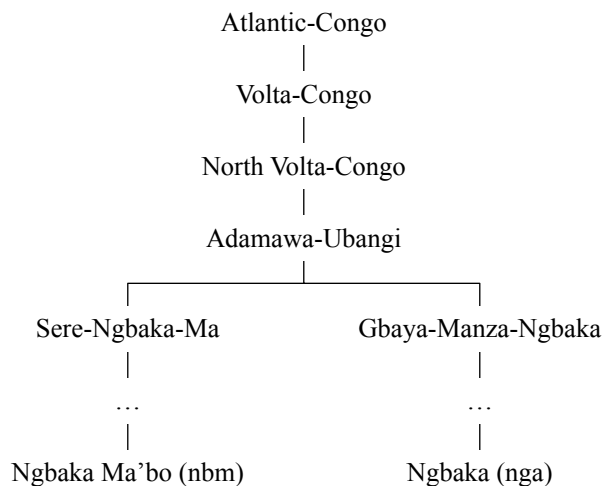 Atlantic-Congo
Volta-Congo
North Volta-Congo
Adamawa-Ubangi
Sere-Ngbaka-Ma Gbaya-Manza-Ngbaka
… …
Ngbaka Ma’bo (nbm) Ngbaka (nga)